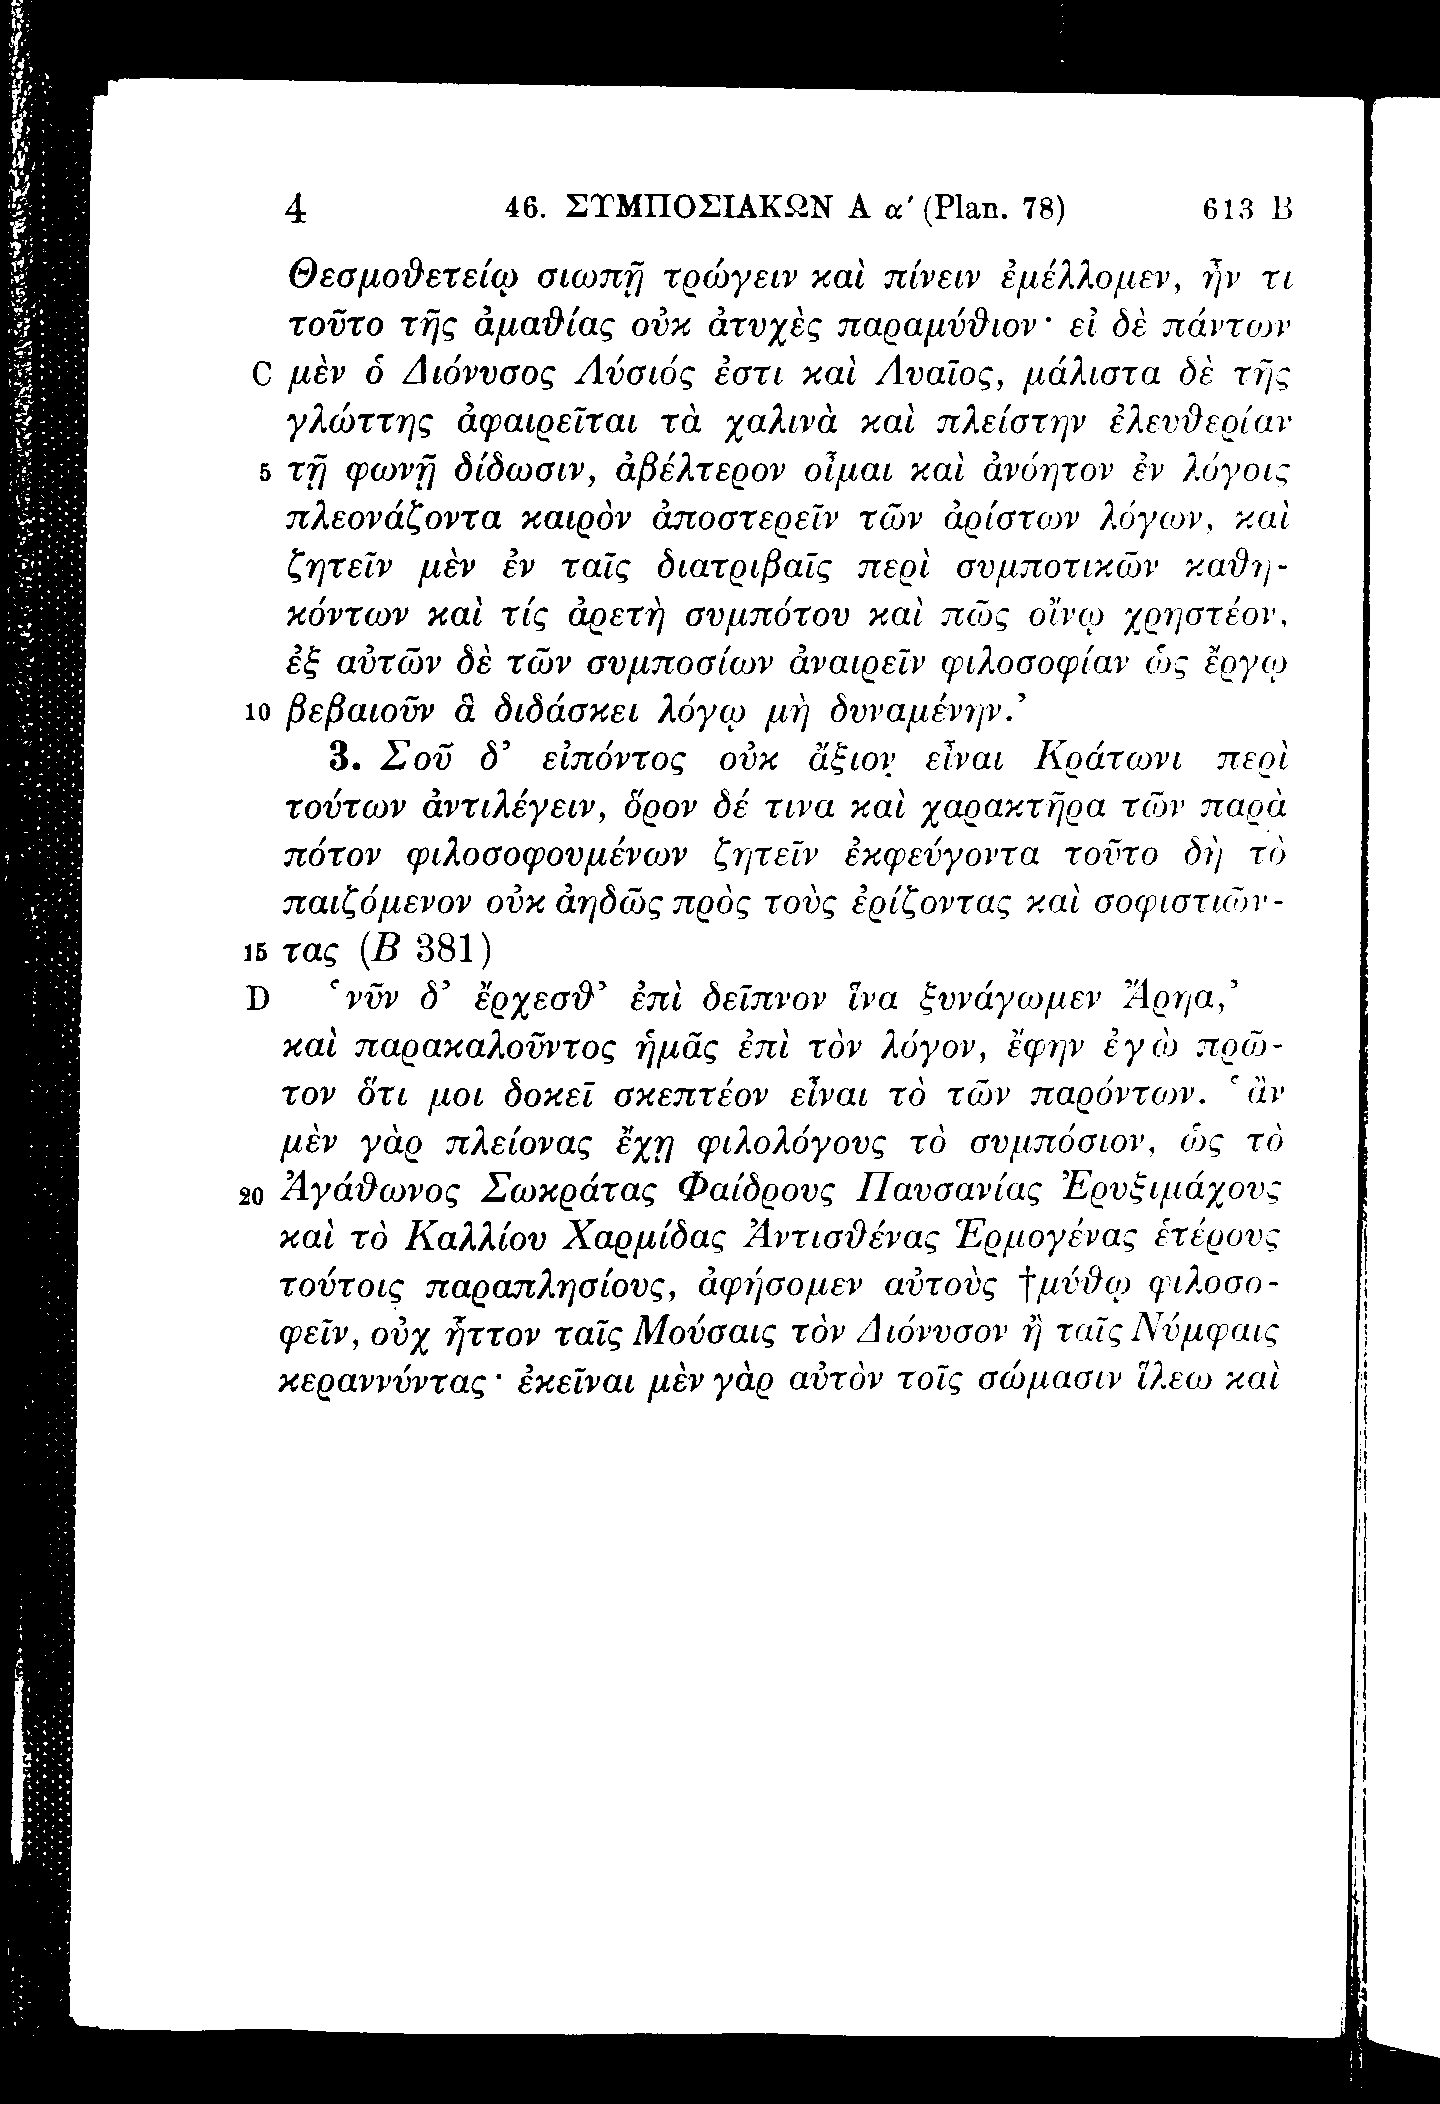 4 46. ΣΥΜΠΟΣΙΑΚΩΝ Α α′ (Plan. 78) 613 B
Θεσμοθετείῳ σιωπῇ τρώγειν καὶ πίνειν ἐμέλλομεν, ἦν τι
τοῦτο τῆς ἀμαθίας οὐκ ἀτυχὲς παραμύθιον· εἰ δὲ πάντων
C μὲν ὁ Διόνυσος Λύσιός ἐστι καὶ Λυαῖος, μάλιστα δὲ τῆς
γλώττης ἀφαιρεῖται τὰ χαλινὰ καὶ πλείστην ἐλευθερίαν
5 τῇ φωνῇ δίδωσιν, ἀβέλτερον οἶμαι καὶ ἀνόητον ἐν λόγοις
πλεονάζοντα καιρὸν ἀποστερεῖν τῶν ἀρίστων λόγων, καὶ
ζητεῖν μὲν ἐν ταῖς διατριβαῖς περὶ συμποτικῶν καθη-
κόντων καὶ τίς ἀρετὴ συμπότου καὶ πῶς οἴνῳ χρηστέον,
ἐξ αὐτῶν δὲ τῶν συμποσίων ἀναιρεῖν φιλοσοφίαν ὡς ἔργῳ
10 βεβαιοῦν ἃ διδάσκει λόγῳ μὴ δυναμένην.’
3. Σοῦ δ’ εἰπόντος οὐκ ἄξιον εἶναι Κράτωνι περὶ
τούτων ἀντιλέγειν, ὅρον δέ τινα καὶ χαρακτῆρα τῶν παρὰ
πότον φιλοσοφουμένων ζητεῖν ἐκφεύγοντα τοῦτο δὴ τὸ
παιζόμενον οὐκ ἀηδῶς πρὸς τοὺς ἐρίζοντας καὶ σοφιστιῶν-
15 τας (B 381)
D ‘νῦν δ’ ἔρχεσθ’ ἐπὶ δεῖπνον ἵνα ξυνάγωμεν Ἄρηα,’
καὶ παρακαλοῦντος ἡμᾶς ἐπὶ τὸν λόγον, ἔφην ἐγὼ πρῶ-
τον ὅτι μοι δοκεῖ σκεπτέον εἶναι τὸ τῶν παρόντων. ‘ἂν
μὲν γὰρ πλείονας ἔχῃ φιλολόγους τὸ συμπόσιον, ὡς τὸ
20 Ἀγάθωνος Σωκράτας Φαίδρους Παυσανίας Ἐρυξιμάχους
καὶ τὸ Καλλίου Χαρμίδας Ἀντισθένας Ἑρμογένας ἑτέρους
τούτοις παραπλησίους, ἀφήσομεν αὐτοὺς †μύθῳ φιλοσο-
φεῖν, οὐχ ἧττον ταῖς Μούσαις τὸν Διόνυσον ἢ ταῖς Νύμφαις
κεραννύντας· ἐκεῖναι μὲν γὰρ αὐτὸν τοῖς σώμασιν ἵλεω καὶ